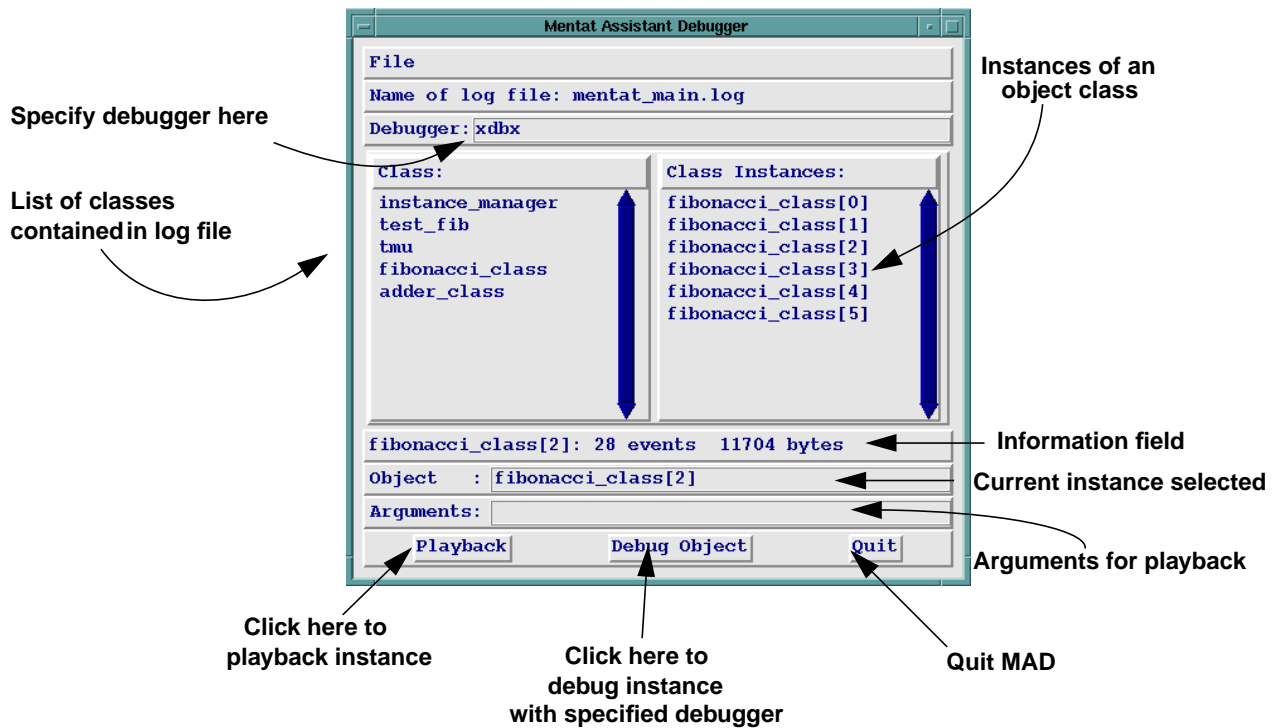 Mentat Assistant Debugger
File
Name of log file: mentat_main.log
Debugger: xdbx
Class:
instance_manager
test_fib
tmu
fibonacci_class
adder_class
Class Instances:
fibonacci_class[0]
fibonacci_class[1]
fibonacci_class[2]
fibonacci_class[3]
fibonacci_class[4]
fibonacci_class[5]
fibonacci_class[2]: 28 events 11704 bytes
Object : fibonacci_class[2]
Arguments:
Playback
Debug Object
Quit
Specify debugger here
List of classes
contained in log file
Instances of an
object class
Information field
Current instance selected
Arguments for playback
Click here to
playback instance
Click here to
debug instance
with specified debugger
Quit MAD